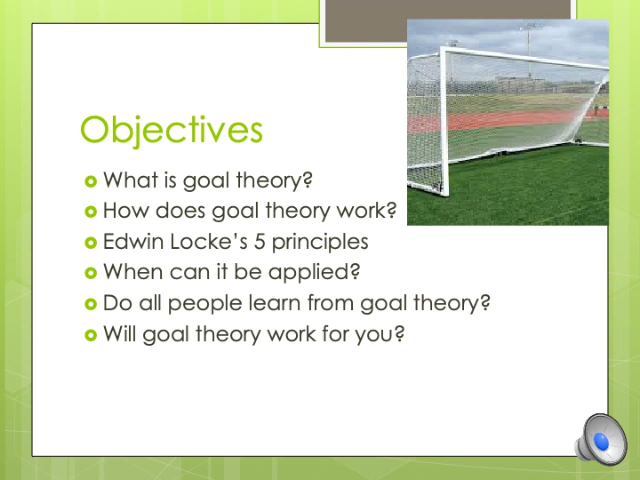 Objectives
What is goal theory?
How does goal theory work?
Edwin Locke’s 5 principles
When can it be applied?
Do all people learn from goal theory?
Will goal theory work for you?